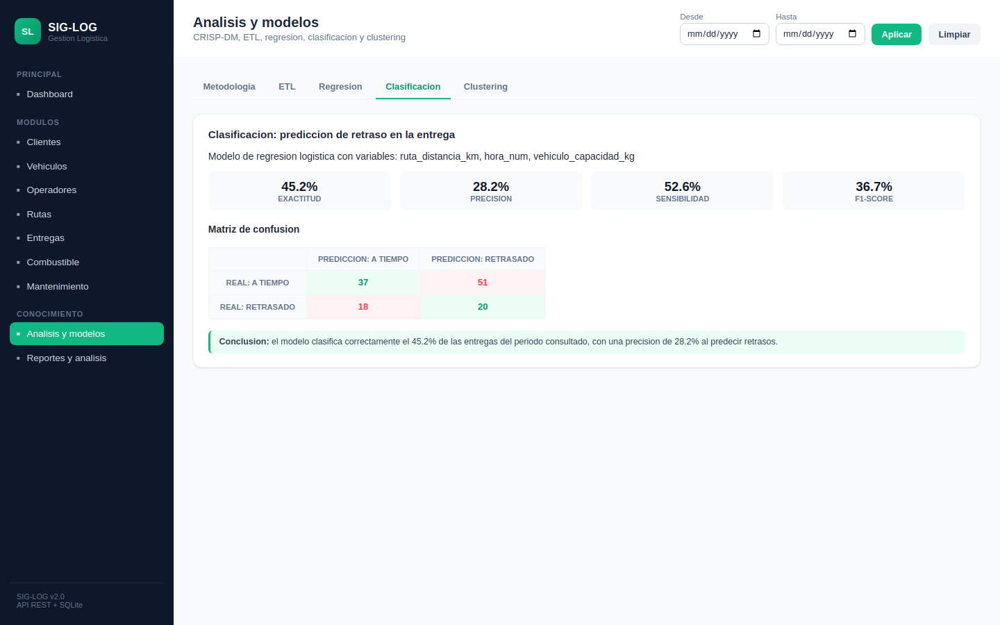 SL
SIG-LOG
Gestion Logistica
PRINCIPAL
Dashboard
MODULOS
Clientes
Vehiculos
Operadores
Rutas
Entregas
Combustible
Mantenimiento
CONOCIMIENTO
Analisis y modelos
Reportes y analisis
SIG-LOG v2.0
API REST + SQLite
Analisis y modelos
CRISP-DM, ETL, regresion, clasificacion y clustering
Desde
mm/dd/yyyy
Hasta
mm/dd/yyyy
Aplicar
Limpiar
Metodologia ETL Regresion Clasificacion Clustering
Clasificacion: prediccion de retraso en la entrega
Modelo de regresion logistica con variables: ruta_distancia_km, hora_num, vehiculo_capacidad_kg
45.2%
EXACTITUD
28.2%
PRECISION
52.6%
SENSIBILIDAD
36.7%
F1-SCORE
Matriz de confusion
PREDICCION: A TIEMPO PREDICCION: RETRASADO
REAL: A TIEMPO 37 51
REAL: RETRASADO 18 20
Conclusion: el modelo clasifica correctamente el 45.2% de las entregas del periodo consultado, con una precision de 28.2% al predecir retrasos.